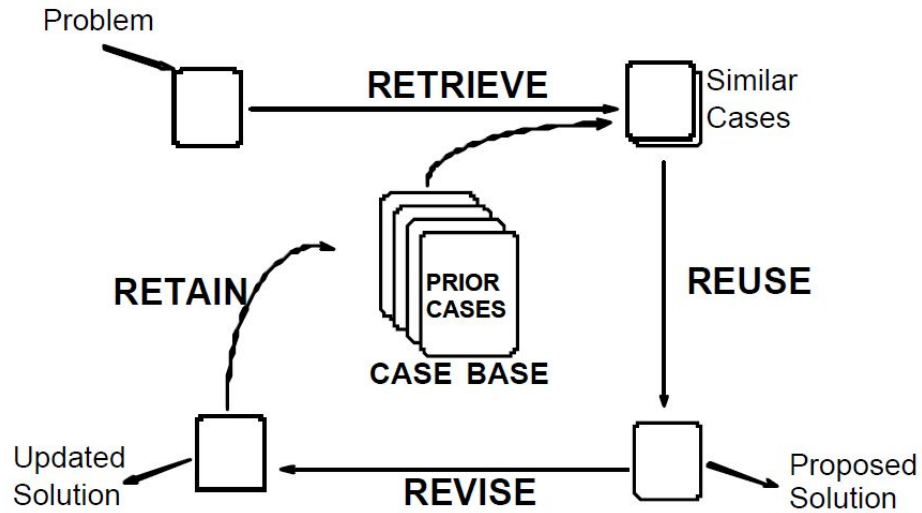 Problem
RETRIEVE
Similar
Cases
PRIOR
CASES
CASE BASE
RETAIN
REUSE
Updated
Solution
REVISE
Proposed
Solution